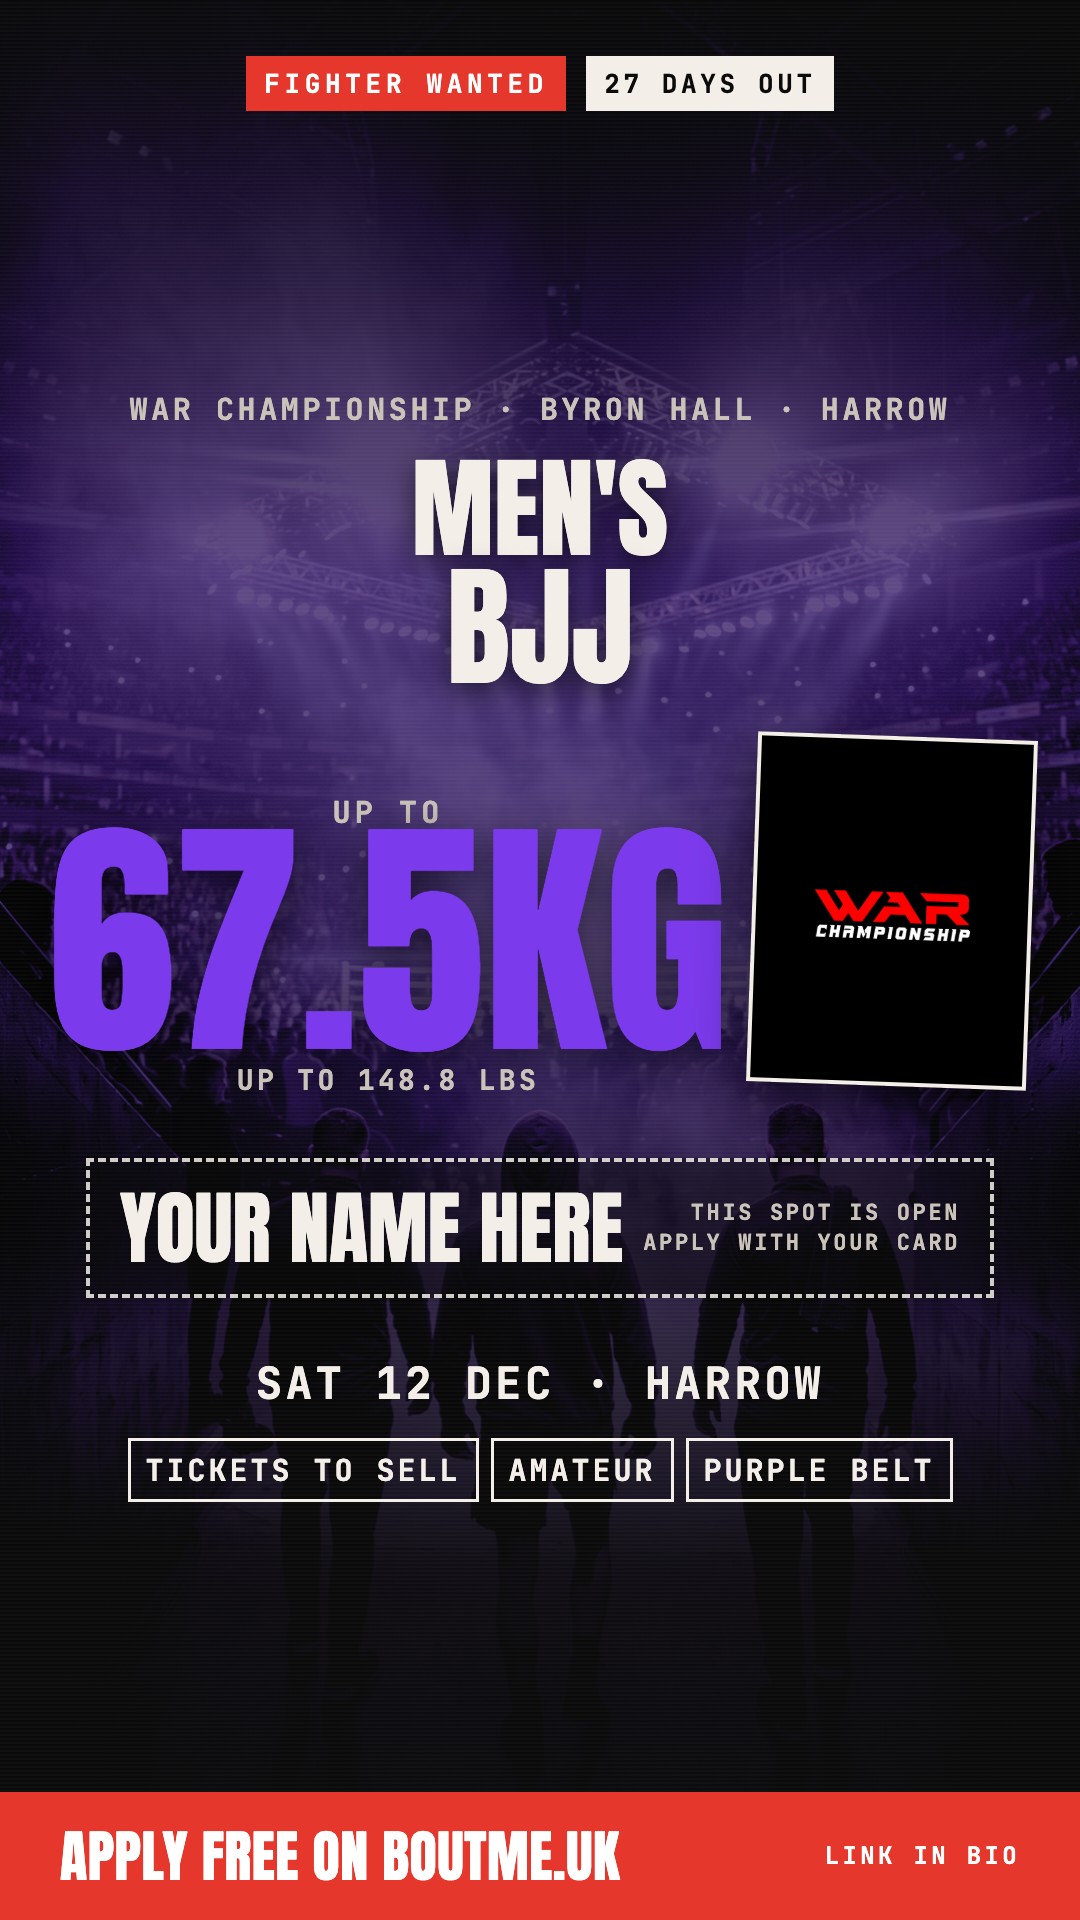 FIGHTER WANTED
27 DAYS OUT
WAR CHAMPIONSHIP · BYRON HALL · HARROW
MEN'S
BJJ
UP TO
67.5KG
UP TO 148.8 LBS
WAR
CHAMPIONSHIP
YOUR NAME HERE
THIS SPOT IS OPEN
APPLY WITH YOUR CARD
SAT 12 DEC · HARROW
TICKETS TO SELL
AMATEUR
PURPLE BELT
APPLY FREE ON BOUTME.UK
LINK IN BIO